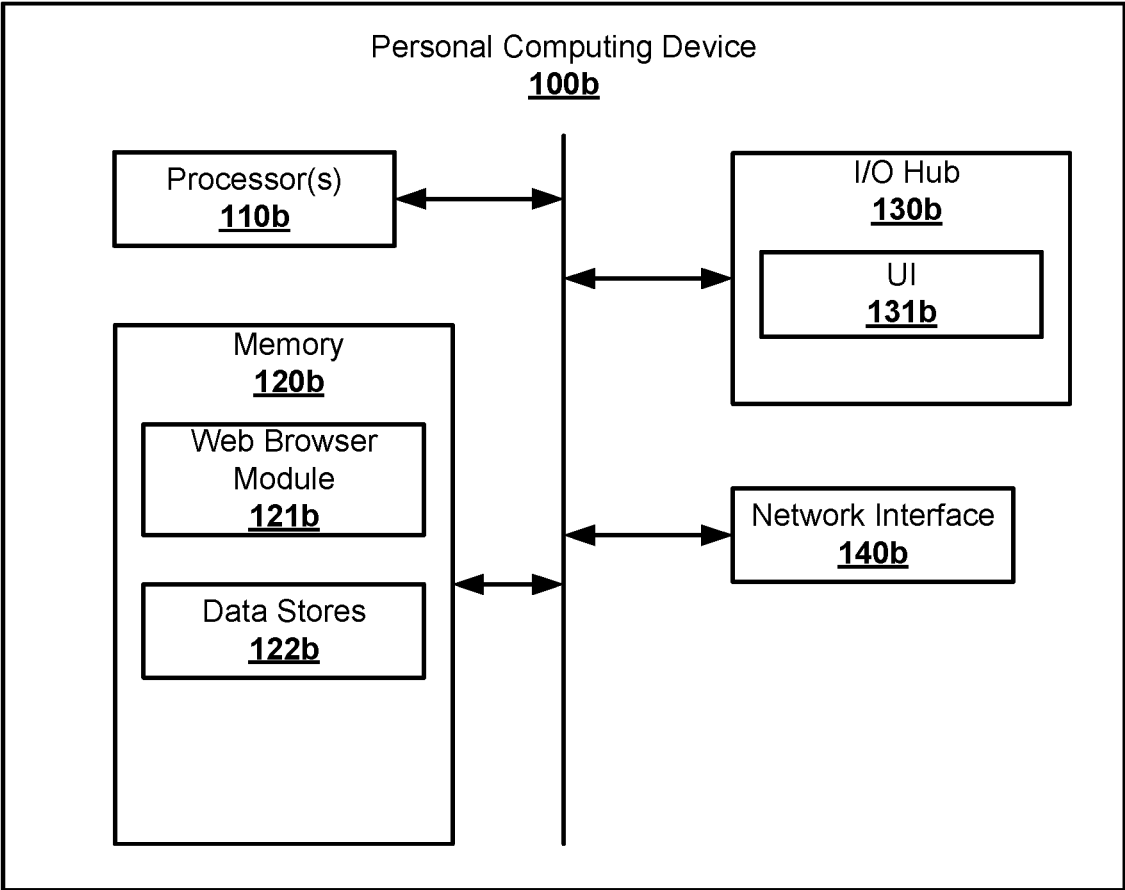 Personal Computing Device
100b
Processor(s)
110b
I/O Hub
130b
UI
131b
Memory
120b
Web Browser
Module
121b
Data Stores
122b
Network Interface
140b